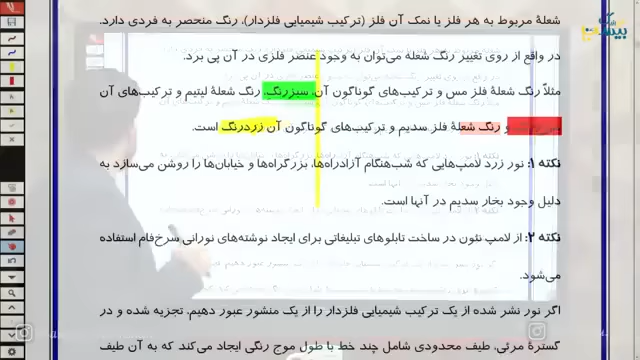 شعلهٔ مربوط به هر فلز یا نمک آن فلز (ترکیب شیمیایی فلزدار)، رنگ منحصر به فردی دارد.
در واقع از روی تغییر رنگ شعله می‌توان به وجود عنصر فلزی در آن پی برد.
مثلاً رنگ شعلهٔ فلز مس و ترکیب‌های گوناگون آن، سبزرنگ، رنگ شعلهٔ لیتیم و ترکیب‌های آن
و رنگ شعلهٔ فلز سدیم و ترکیب‌های گوناگون آن زردرنگ است.
نکته 1: نور زرد لامپ‌هایی که شب‌هنگام آزادراه‌ها، بزرگراه‌ها و خیابان‌ها را روشن می‌سازد به
دلیل وجود بخار سدیم در آنها است.
نکته 2: از لامپ نئون در ساخت تابلوهای تبلیغاتی برای ایجاد نوشته‌های نورانی سرخ‌فام استفاده
می‌شود.
اگر نور نشر شده از یک ترکیب شیمیایی فلزدار را از یک منشور عبور دهیم، تجزیه شده و در
گسترهٔ مرئی، طیف محدودی شامل چند خط با طول موج رنگی ایجاد می‌کند که به آن طیف